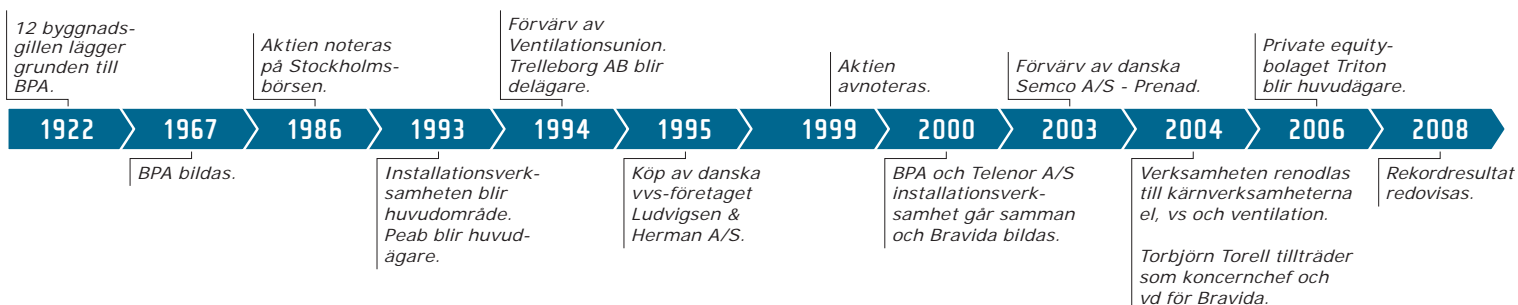 12 byggnads-
gillen lägger
grunden till
BPA.
Aktien noteras
på Stockholms-
börsen.
Förvärv av
Ventilationsunion.
Trelleborg AB blir
delägare.
Aktien
avnoteras.
Förvärv av danska
Semco A/S - Prenad.
Private equity-
bolaget Triton
blir huvudägare.
1922 1967 1986 1993 1994 1995 1999 2000 2003 2004 2006 2008
BPA bildas.
Installationsverk-
samheten blir
huvudområde.
Peab blir huvud-
ägare.
Köp av danska
vvs-företaget
Ludvigsen &
Herman A/S.
BPA och Telenor A/S
installationsverk-
samhet går samman
och Bravida bildas.
Verksamheten renodlas
till kärnverksamheterna
el, vs och ventilation.
Torbjörn Torell tillträder
som koncernchef och
vd för Bravida.
Rekordresultat
redovisas.